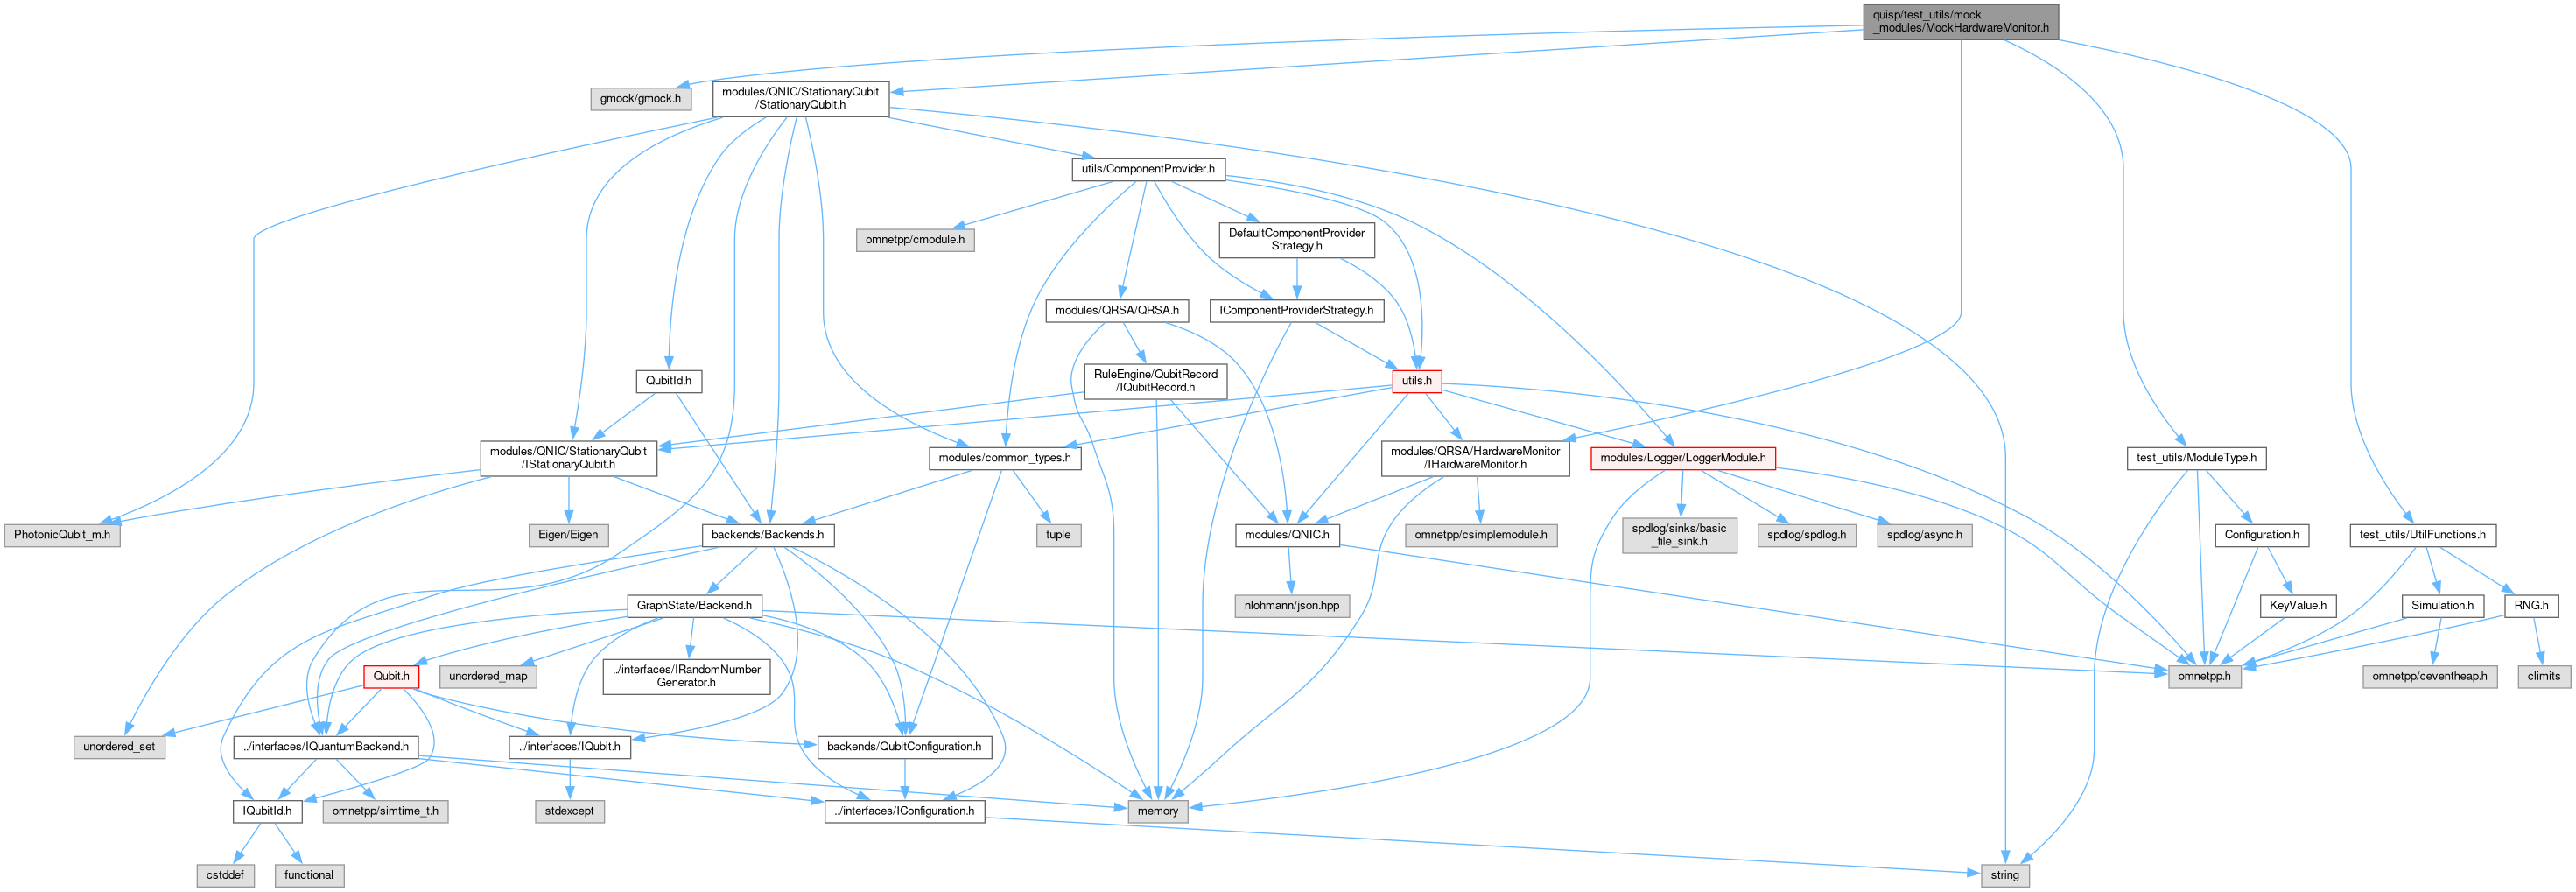 quisp/test_utils/mock
_modules/MockHardwareMonitor.h
gmock/gmock.h
modules/QNIC/StationaryQubit
/StationaryQubit.h
utils/ComponentProvider.h
omnetpp/cmodule.h
DefaultComponentProvider
Strategy.h
modules/QRSA/QRSA.h
IComponentProviderStrategy.h
QubitId.h
RuleEngine/QubitRecord
/IQubitRecord.h
utils.h
modules/QNIC/StationaryQubit
/IStationaryQubit.h
modules/common_types.h
modules/QRSA/HardwareMonitor
/IHardwareMonitor.h
modules/Logger/LoggerModule.h
test_utils/ModuleType.h
PhotonicQubit_m.h
Eigen/Eigen
backends/Backends.h
tuple
modules/QNIC.h
omnetpp/csimplemodule.h
spdlog/sinks/basic
_file_sink.h
spdlog/spdlog.h
spdlog/async.h
Configuration.h
test_utils/UtilFunctions.h
GraphState/Backend.h
nlohmann/json.hpp
KeyValue.h
Simulation.h
RNG.h
Qubit.h
unordered_map
../interfaces/IRandomNumber
Generator.h
omnetpp.h
omnetpp/ceventheap.h
climits
unordered_set
../interfaces/IQuantumBackend.h
../interfaces/IQubit.h
backends/QubitConfiguration.h
IQubitId.h
omnetpp/simtime_t.h
stdexcept
../interfaces/IConfiguration.h
memory
cstddef
functional
string